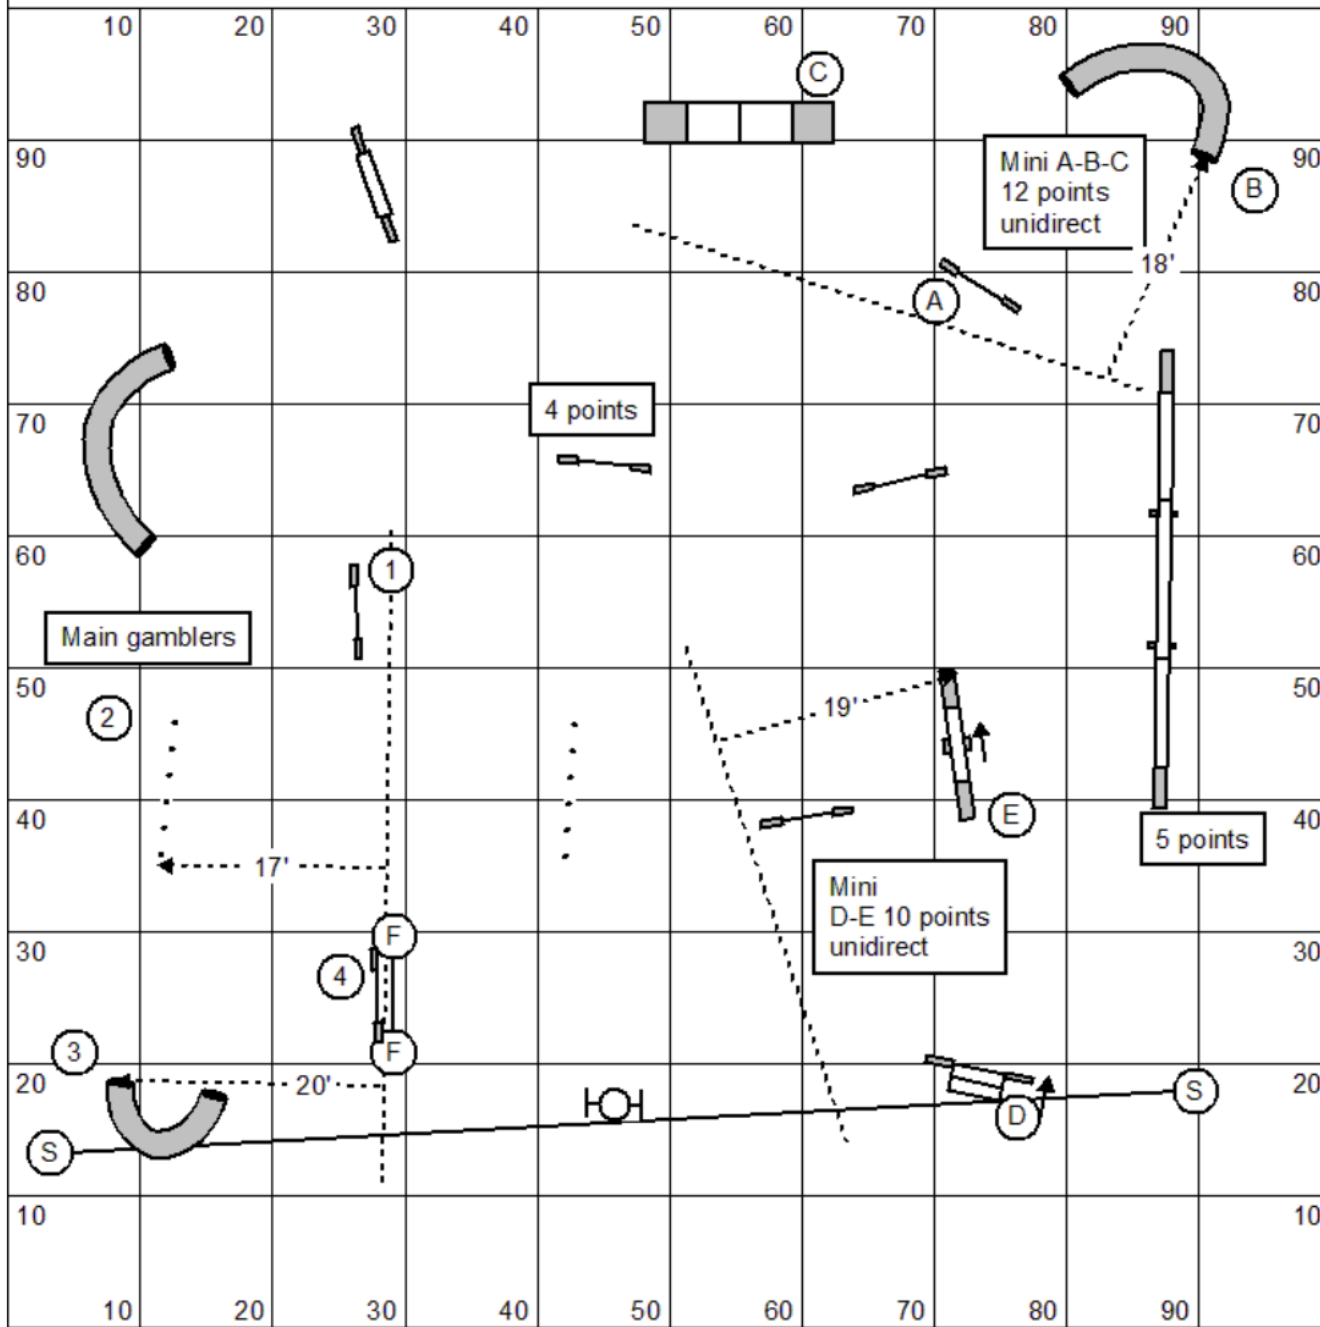 10 20 30 40 50 60 70 80 90
C
90 90
Mini A-B-C
12 points
unidirect
B
18'
80 80
A
4 points
70 70
60 60
1
Main gamblers
50 50
2
19'
40 40
E
5 points
17'
Mini
D-E 10 points
unidirect
30 30
F
4
3
F
20 20
20'
S
D
S
10 10
10 20 30 40 50 60 70 80 90